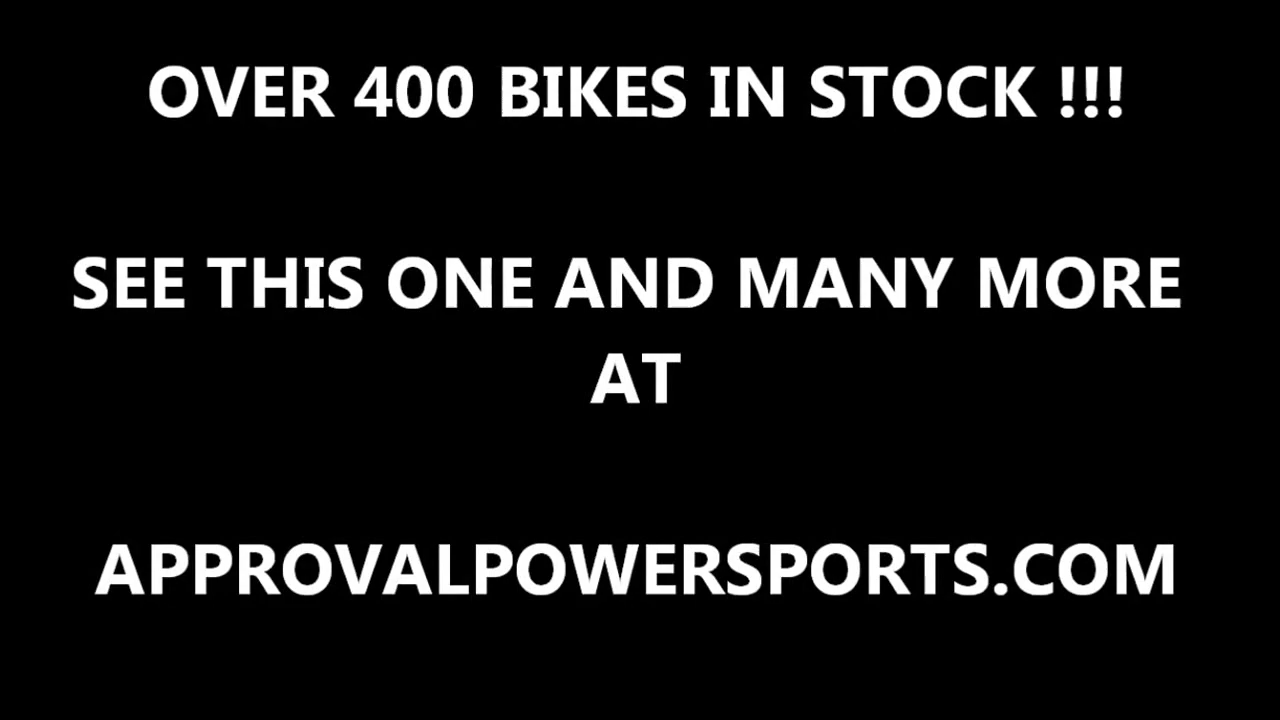 OVER 400 BIKES IN STOCK !!!
SEE THIS ONE AND MANY MORE
AT
APPROVALPOWERSPORTS.COM